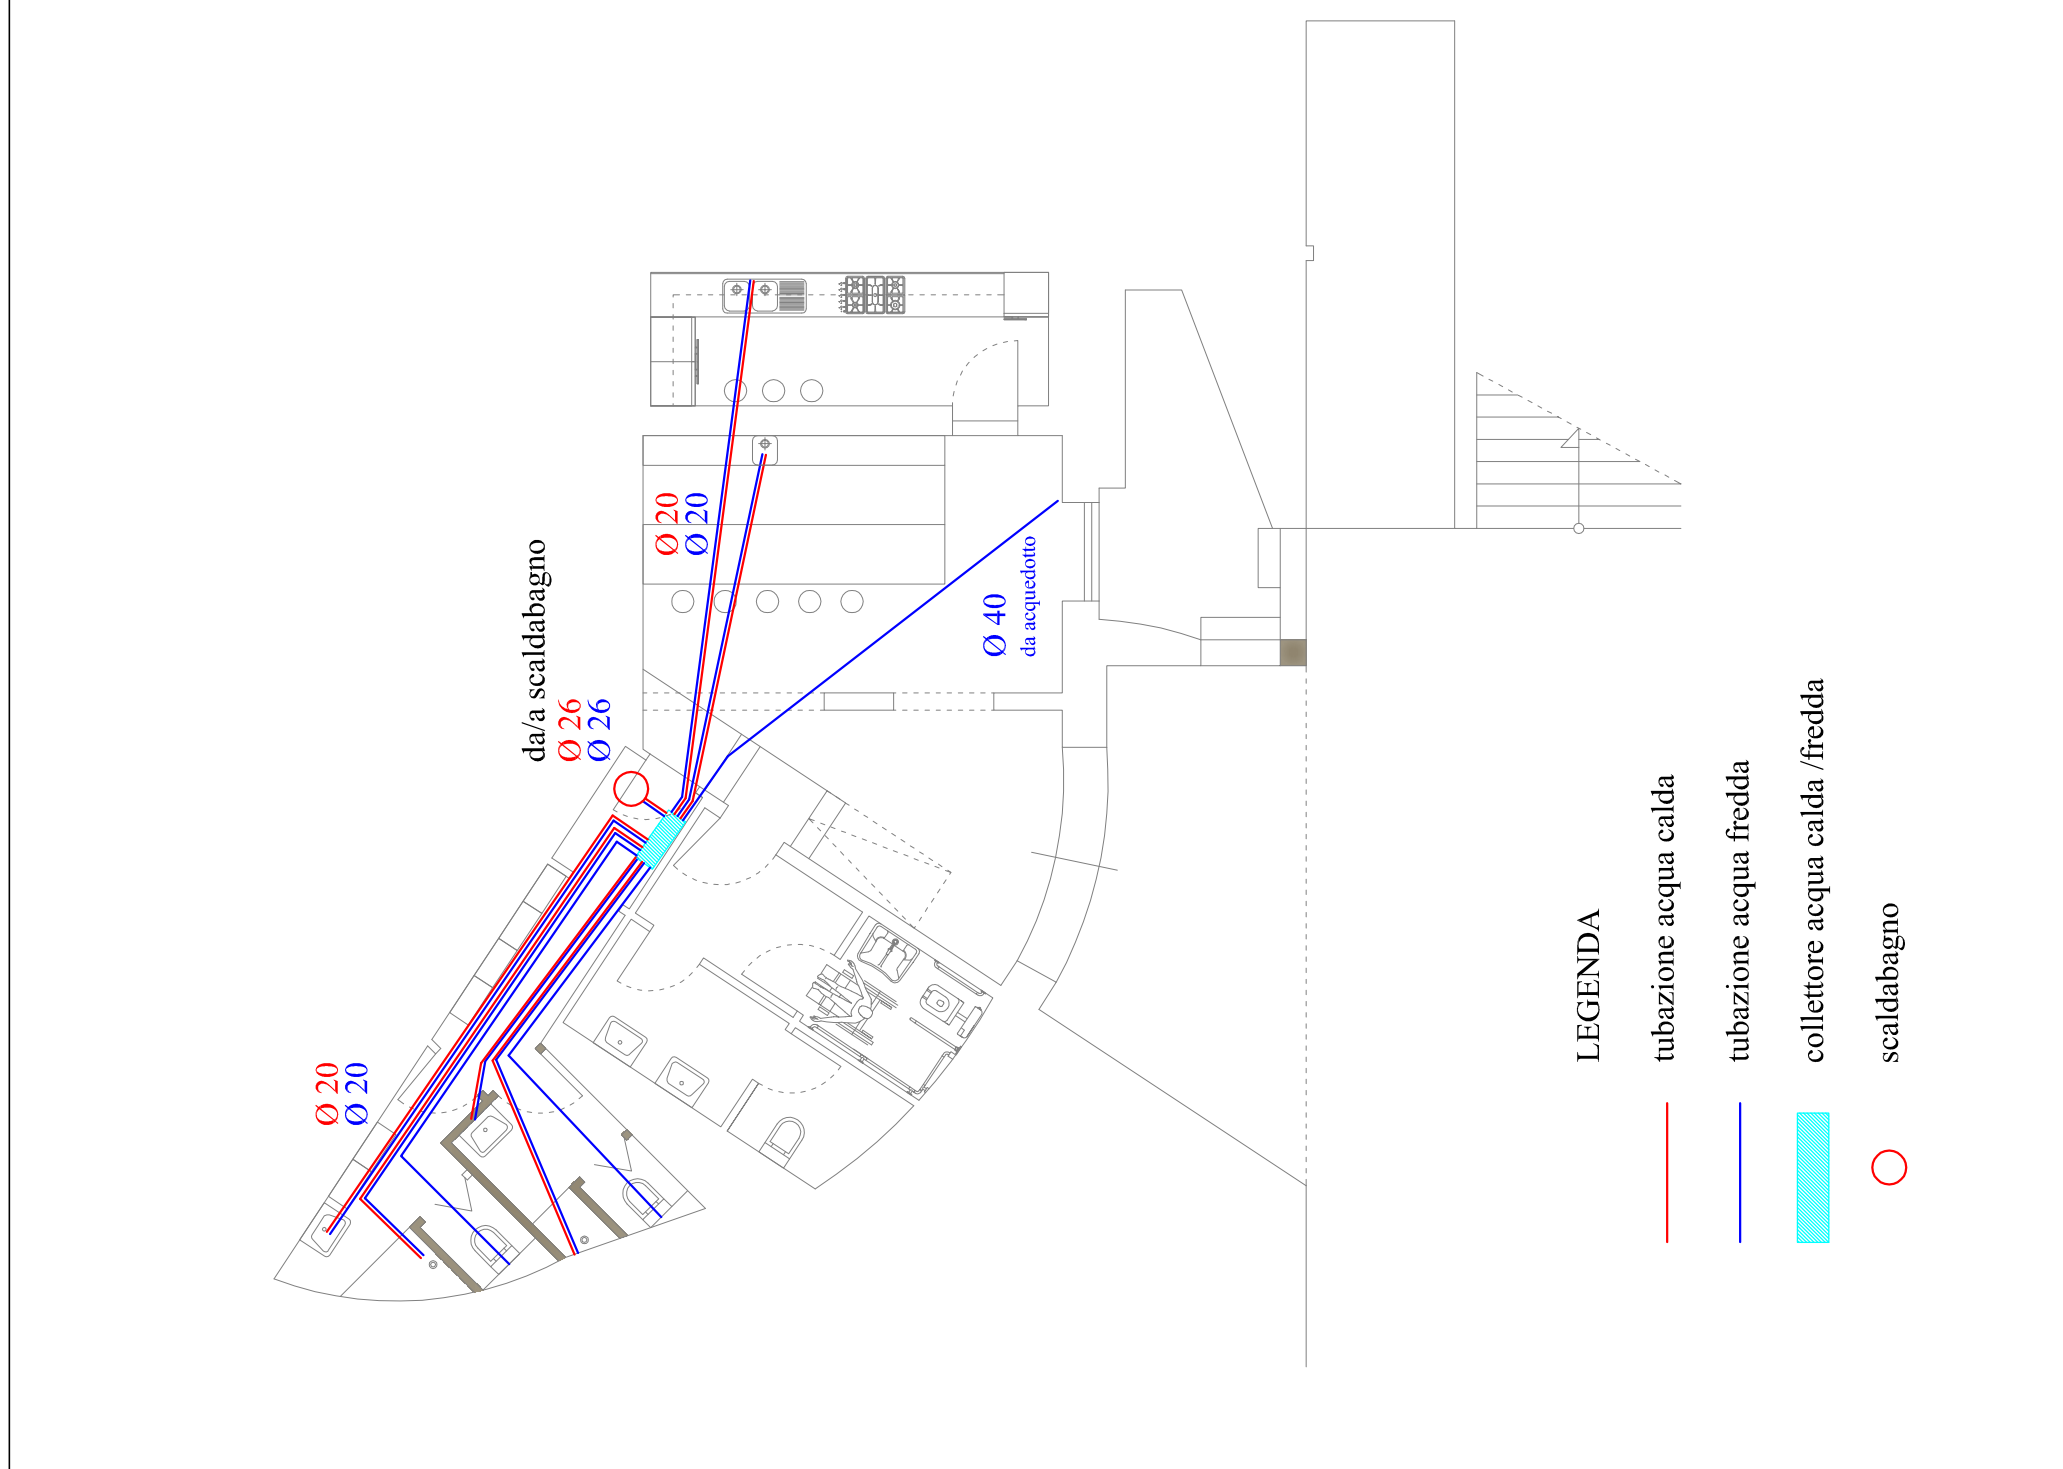 da/a scaldabagno
Ø 26
Ø 26
Ø 20
Ø 20
Ø 40
da acquedotto
Ø 20
Ø 20
LEGENDA
tubazione acqua calda
tubazione acqua fredda
collettore acqua calda /fredda
scaldabagno